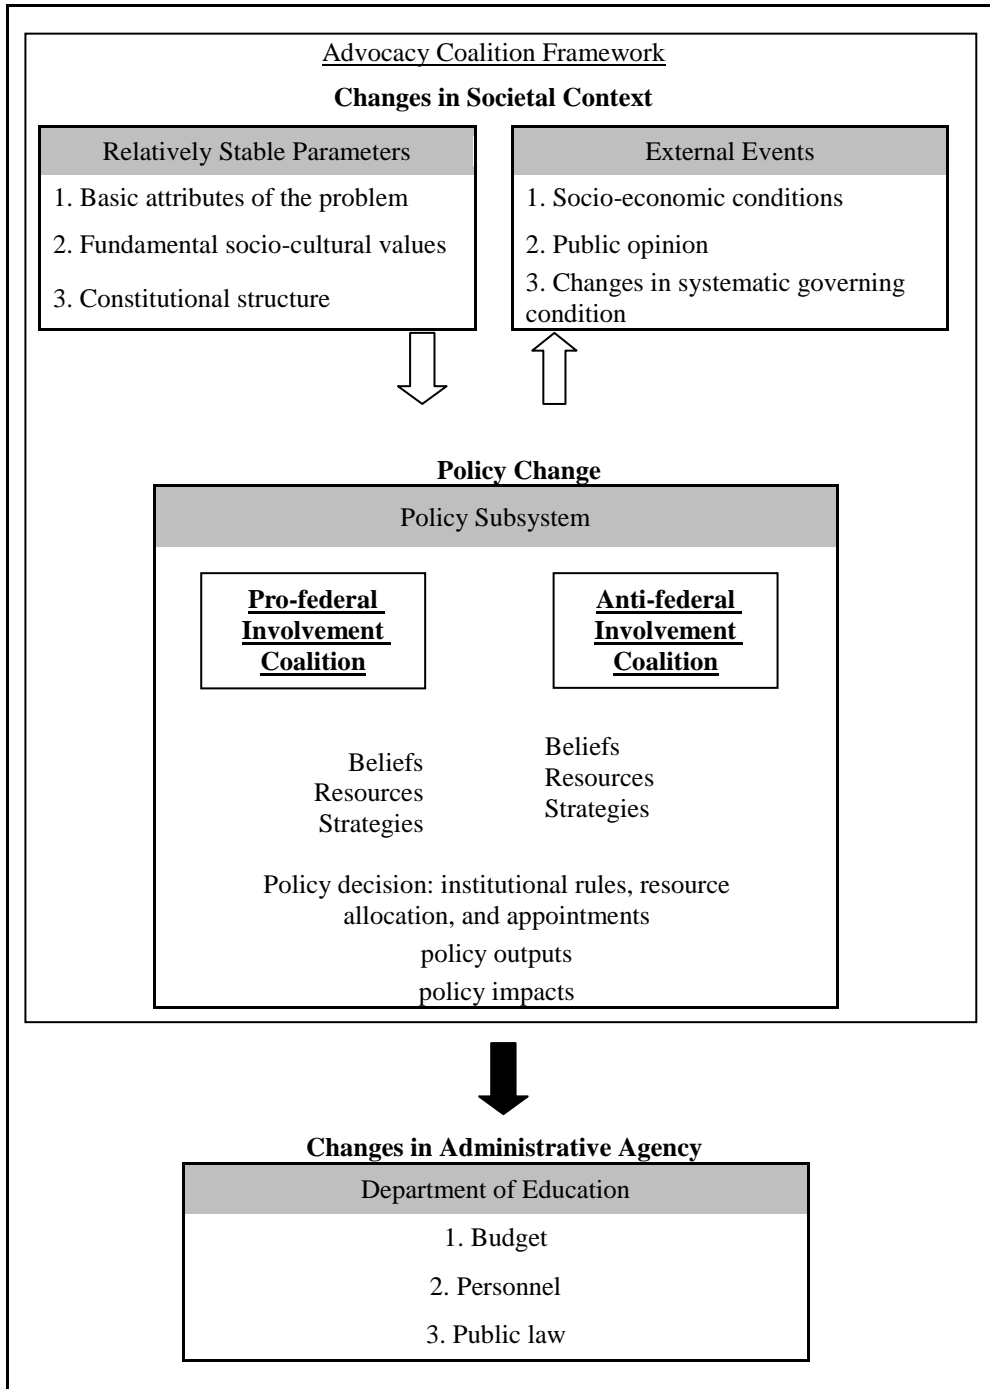 Advocacy Coalition Framework
Changes in Societal Context
Relatively Stable Parameters
1. Basic attributes of the problem
2. Fundamental socio-cultural values
3. Constitutional structure
External Events
1. Socio-economic conditions
2. Public opinion
3. Changes in systematic governing
condition
Policy Change
Policy Subsystem
Pro-federal
Involvement
Coalition
Anti-federal
Involvement
Coalition
Beliefs
Resources
Strategies
Beliefs
Resources
Strategies
Policy decision: institutional rules, resource
allocation, and appointments
policy outputs
policy impacts
Changes in Administrative Agency
Department of Education
1. Budget
2. Personnel
3. Public law